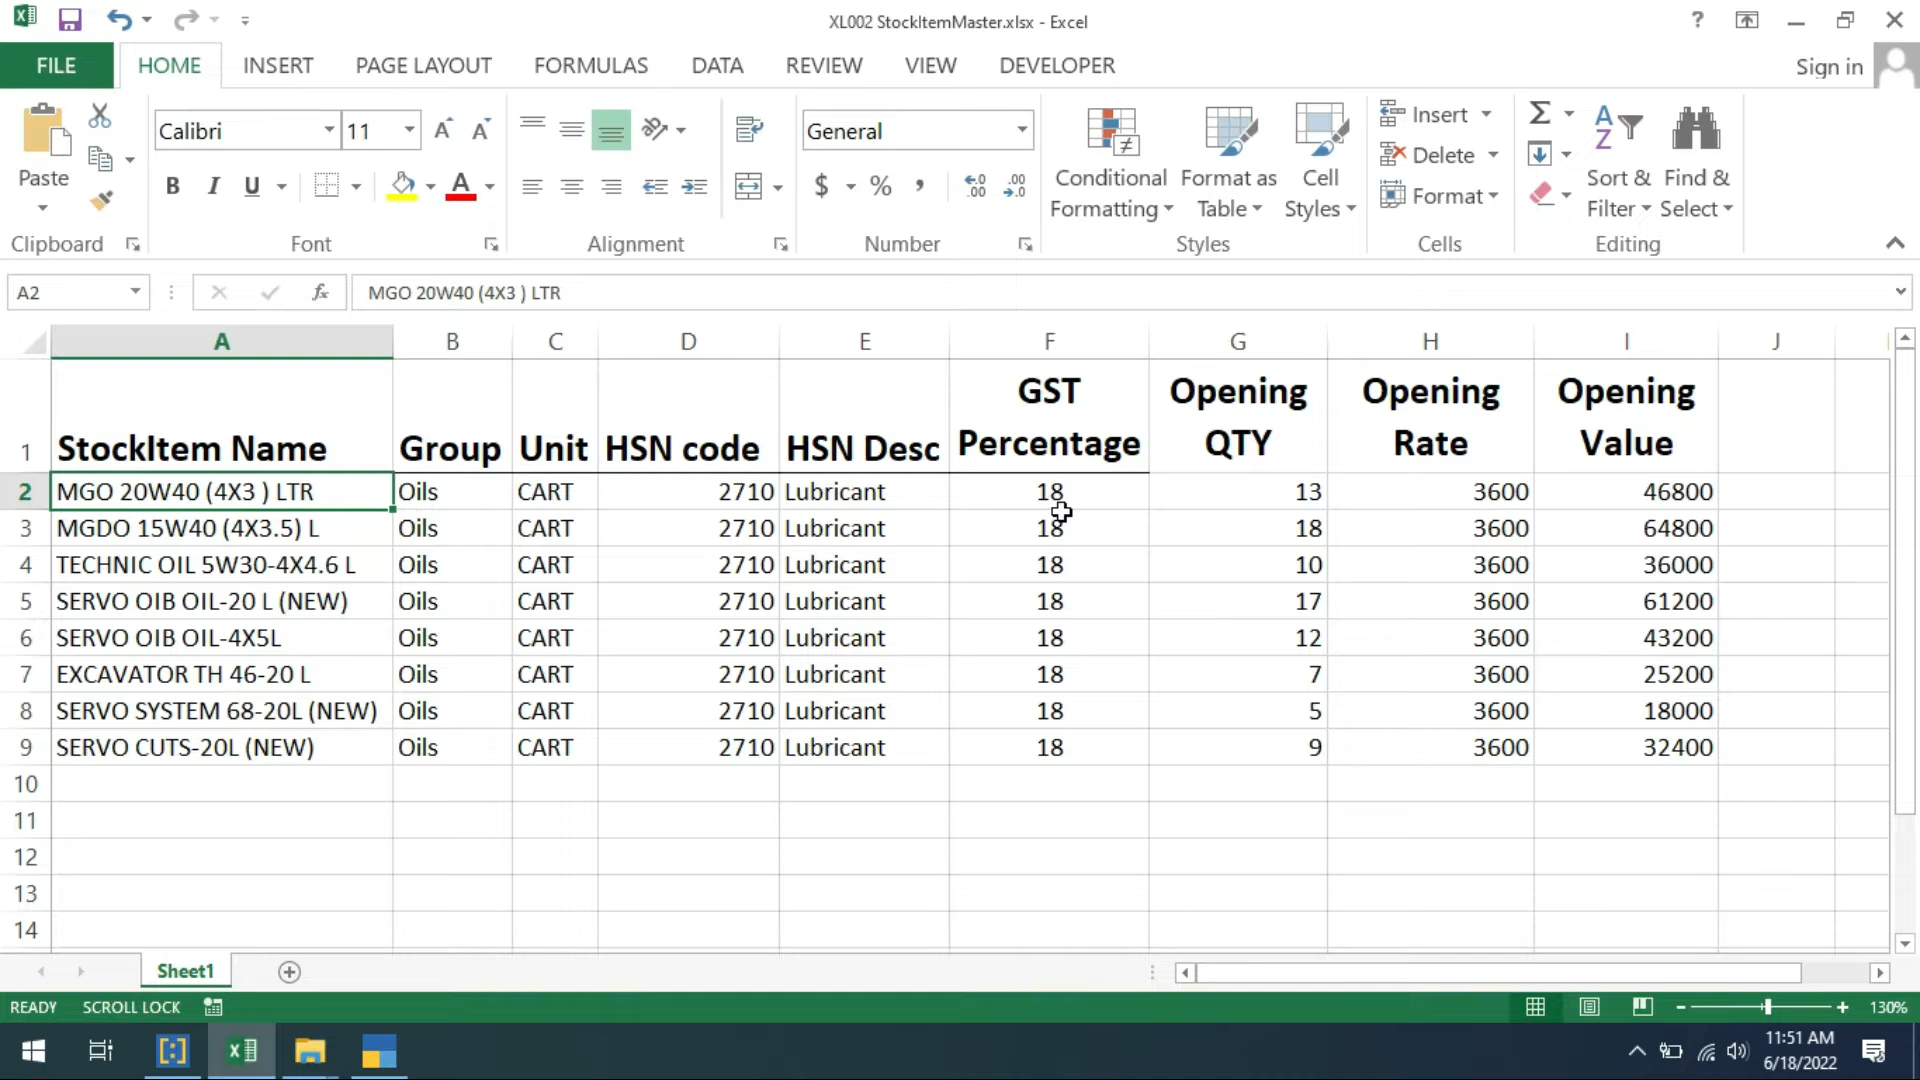 XL002 StockItemMaster.xlsx - Excel
?
FILE HOME INSERT PAGE LAYOUT FORMULAS DATA REVIEW VIEW DEVELOPER Sign in
Paste
Clipboard
Calibri 11
B I U A
Font
Alignment
General
$ % ,
Number
Conditional Formatting
Format as Table
Cell Styles
Styles
Insert
Delete
Format
Cells
Sort & Filter
Find & Select
Editing
A2 fx MGO 20W40 (4X3 ) LTR
A B C D E F G H I J
1 StockItem Name Group Unit HSN code HSN Desc GST Percentage Opening QTY Opening Rate Opening Value
2 MGO 20W40 (4X3 ) LTR Oils CART 2710 Lubricant 18 13 3600 46800
3 MGDO 15W40 (4X3.5) L Oils CART 2710 Lubricant 18 18 3600 64800
4 TECHNIC OIL 5W30-4X4.6 L Oils CART 2710 Lubricant 18 10 3600 36000
5 SERVO OIB OIL-20 L (NEW) Oils CART 2710 Lubricant 18 17 3600 61200
6 SERVO OIB OIL-4X5L Oils CART 2710 Lubricant 18 12 3600 43200
7 EXCAVATOR TH 46-20 L Oils CART 2710 Lubricant 18 7 3600 25200
8 SERVO SYSTEM 68-20L (NEW) Oils CART 2710 Lubricant 18 5 3600 18000
9 SERVO CUTS-20L (NEW) Oils CART 2710 Lubricant 18 9 3600 32400
10
11
12
13
14
Sheet1
READY SCROLL LOCK 130%
11:51 AM
6/18/2022